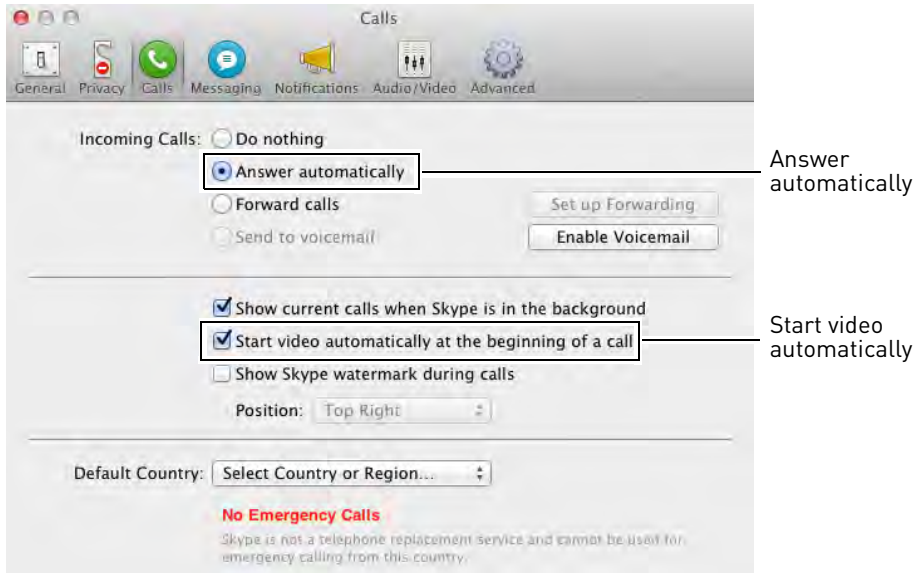 Calls
General Privacy Calls Messaging Notifications Audio/Video Advanced
Incoming Calls: Do nothing
Answer automatically
Forward calls Set up Forwarding
Send to voicemail Enable Voicemail
Show current calls when Skype is in the background
Start video automatically at the beginning of a call
Show Skype watermark during calls
Position: Top Right
Default Country: Select Country or Region...
No Emergency Calls
Skype is not a telephone replacement service and cannot be used for
emergency calling from this country.
Answer
automatically
Start video
automatically